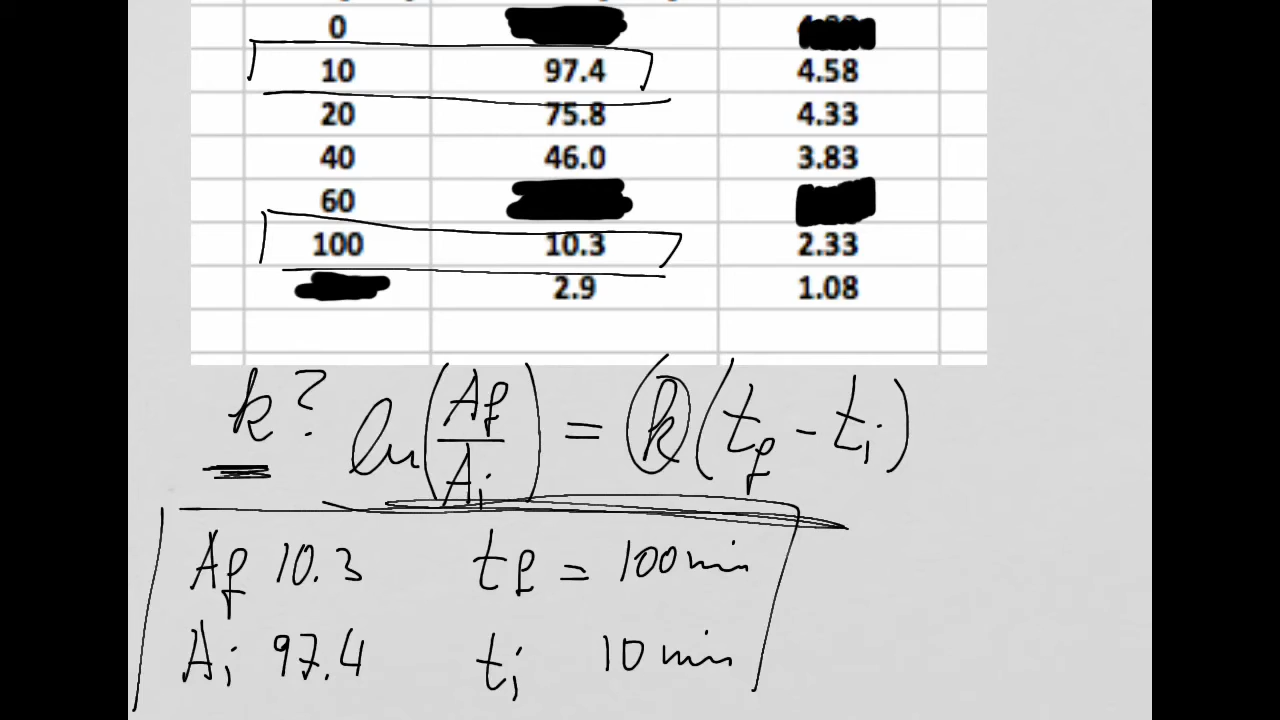 0
10 97.4 4.58
20 75.8 4.33
40 46.0 3.83
60
100 10.3 2.33
2.9 1.08
k? ln(Af/Ai) = k(tf - ti)
Af 10.3 tf = 100 min
Ai 97.4 ti 10 min